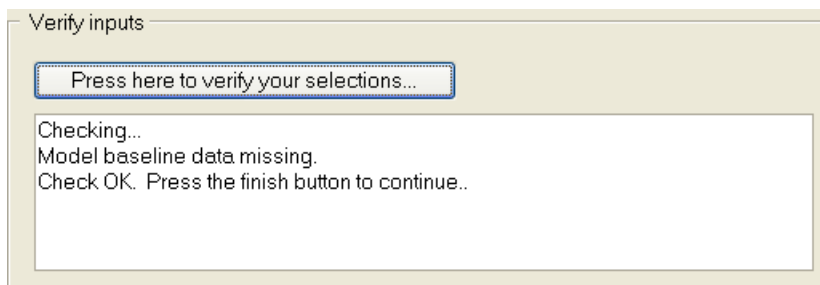 Verify inputs
Press here to verify your selections...
Checking...
Model baseline data missing.
Check OK.  Press the finish button to continue..